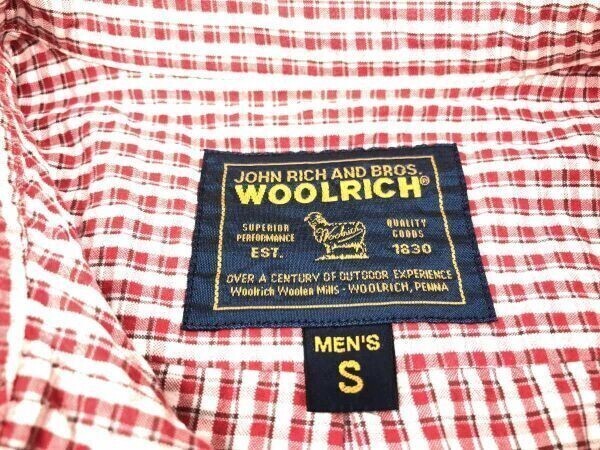 JOHN RICH AND BROS.
WOOLRICH®
SUPERIOR PERFORMANCE
EST.
Woolrich
QUALITY GOODS
1830
OVER A CENTURY OF OUTDOOR EXPERIENCE
Woolrich Woolen Mills - WOOLRICH, PENNA
MEN'S
S